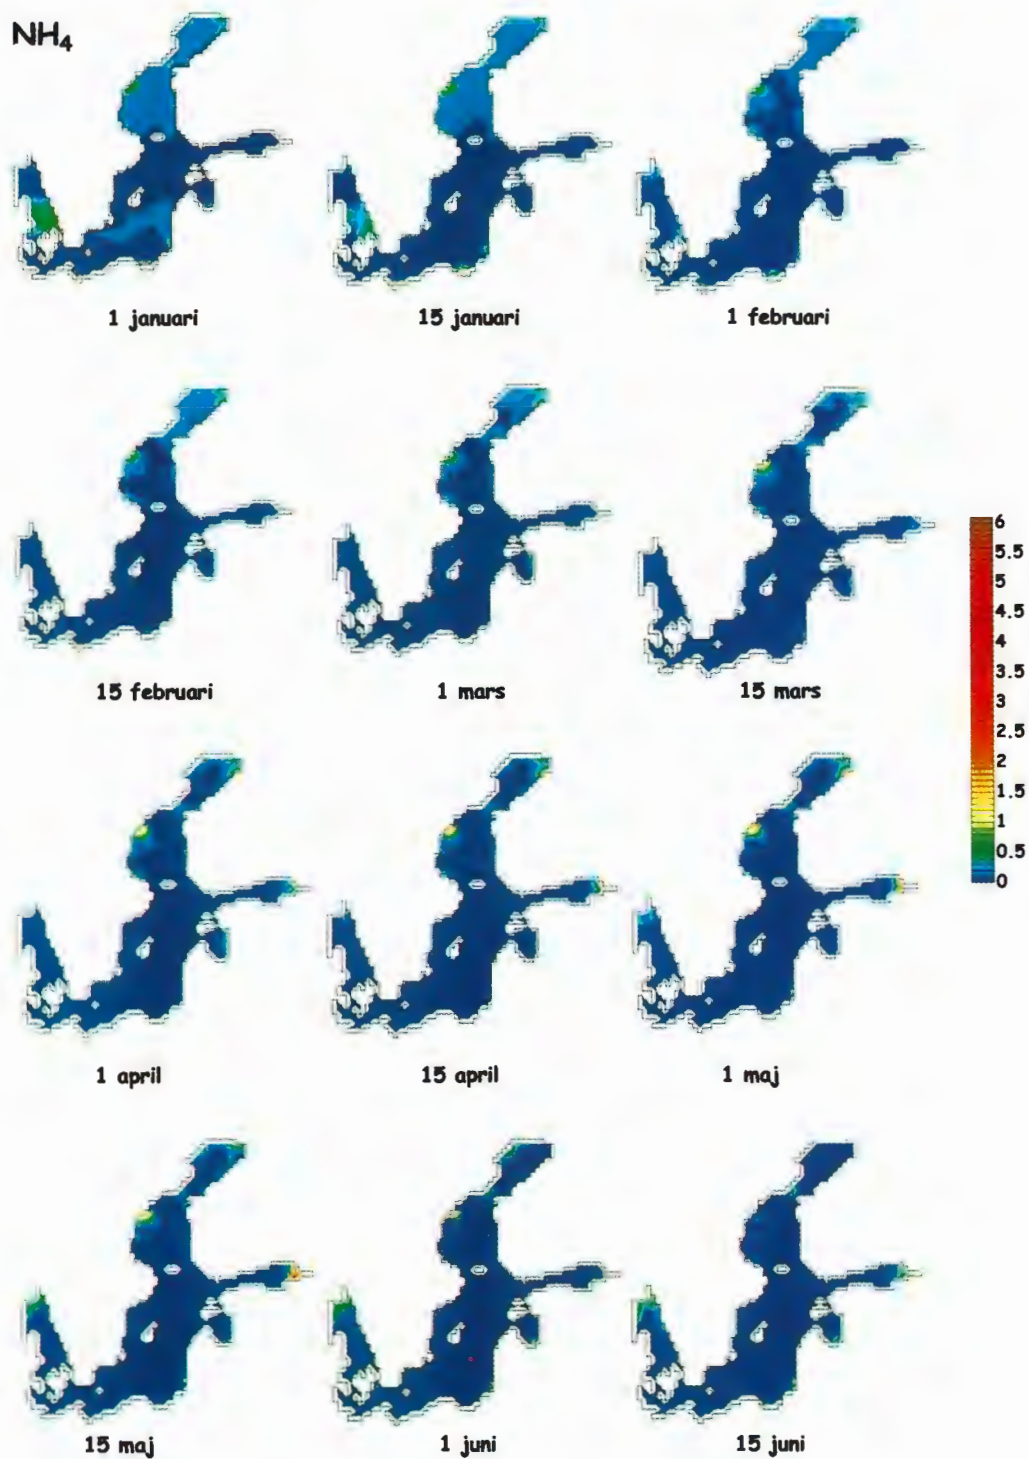 NH₄
1 januari
15 januari
1 februari
15 februari
1 mars
15 mars
6
5.5
5
4.5
4
3.5
3
2.5
2
1.5
1
0.5
0
1 april
15 april
1 maj
15 maj
1 juni
15 juni